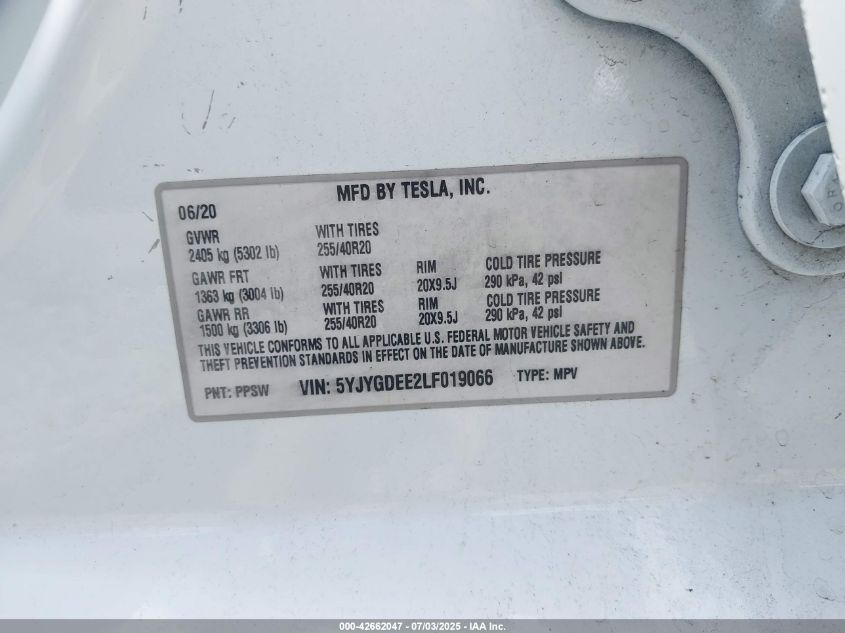 MFD BY TESLA, INC.
06/20
GVWR WITH TIRES
2405 kg (5302 lb) 255/40R20
GAWR FRT WITH TIRES RIM COLD TIRE PRESSURE
1363 kg (3004 lb) 255/40R20 20X9.5J 290 kPa, 42 psi
GAWR RR WITH TIRES RIM COLD TIRE PRESSURE
1500 kg (3306 lb) 255/40R20 20X9.5J 290 kPa, 42 psi
THIS VEHICLE CONFORMS TO ALL APPLICABLE U.S. FEDERAL MOTOR VEHICLE SAFETY AND
THEFT PREVENTION STANDARDS IN EFFECT ON THE DATE OF MANUFACTURE SHOWN ABOVE.
PNT: PPSW VIN: 5YJYGDEE2LF019066 TYPE: MPV
000-42662047 - 07/03/2025 - IAA Inc.